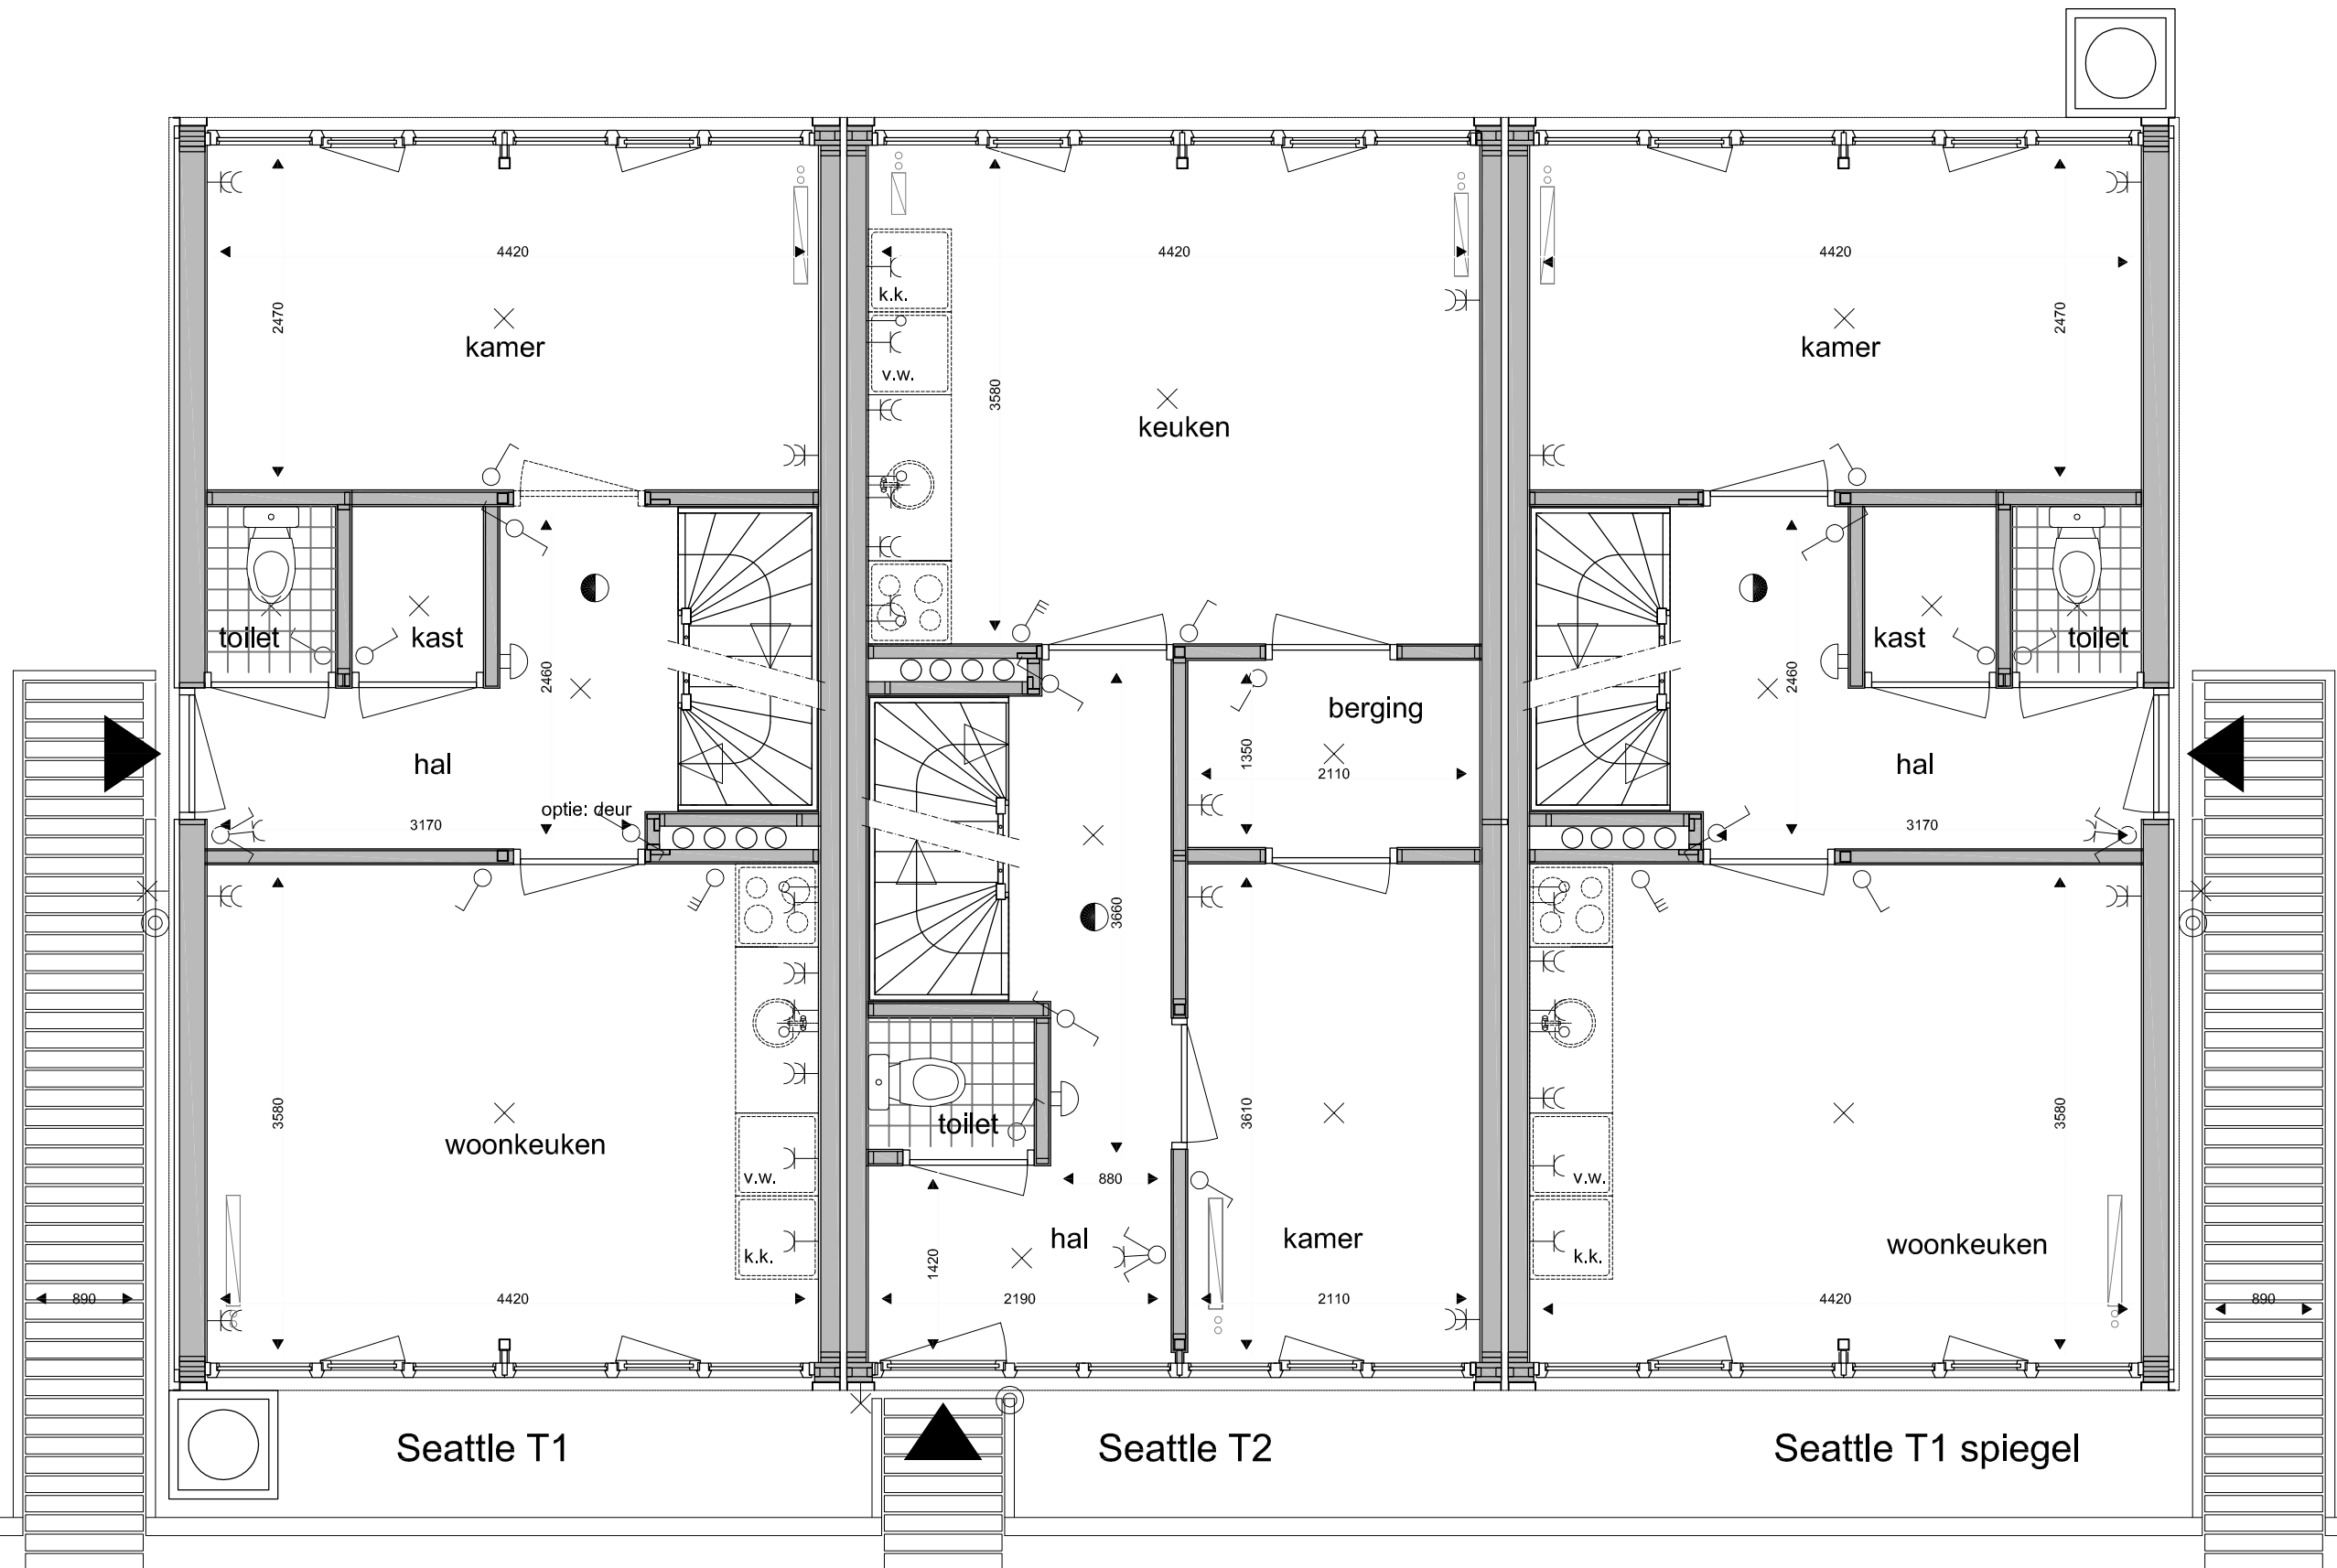 4420
4420
4420
k.k.
2470
2470
kamer
kamer
v.w.
3580
keuken
toilet
kast
kast
toilet
2460
2460
berging
hal
1350
2110
hal
optie: deur
3170
3170
3660
3580
3610
3580
toilet
woonkeuken
v.w.
880
v.w.
hal
kamer
woonkeuken
k.k.
1420
k.k.
890
4420
2190
2110
4420
890
Seattle T1
Seattle T2
Seattle T1 spiegel